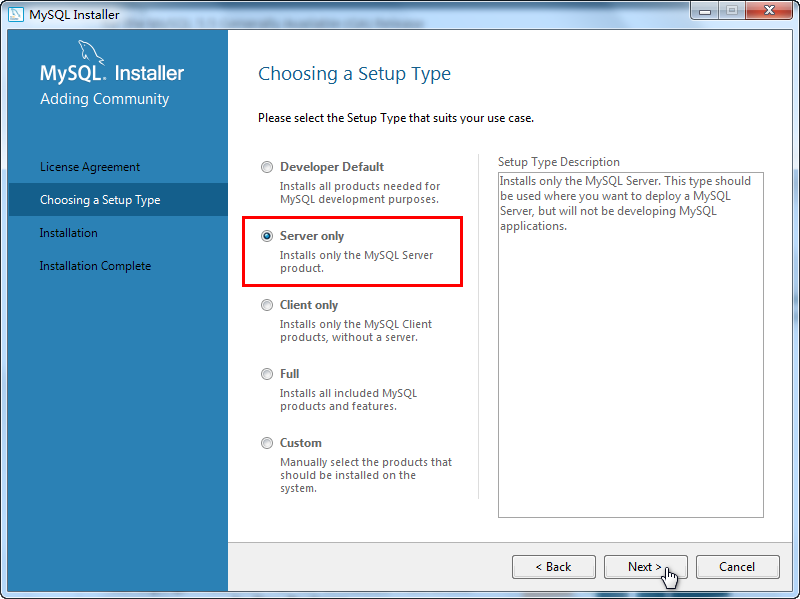 MySQL Installer
MySQL. Installer
Adding Community
License Agreement
Choosing a Setup Type
Installation
Installation Complete
Choosing a Setup Type
Please select the Setup Type that suits your use case.
Developer Default
Installs all products needed for
MySQL development purposes.
Server only
Installs only the MySQL Server
product.
Client only
Installs only the MySQL Client
products, without a server.
Full
Installs all included MySQL
products and features.
Custom
Manually select the products that
should be installed on the
system.
Setup Type Description
Installs only the MySQL Server. This type should
be used where you want to deploy a MySQL
Server, but will not be developing MySQL
applications.
< Back
Next >
Cancel